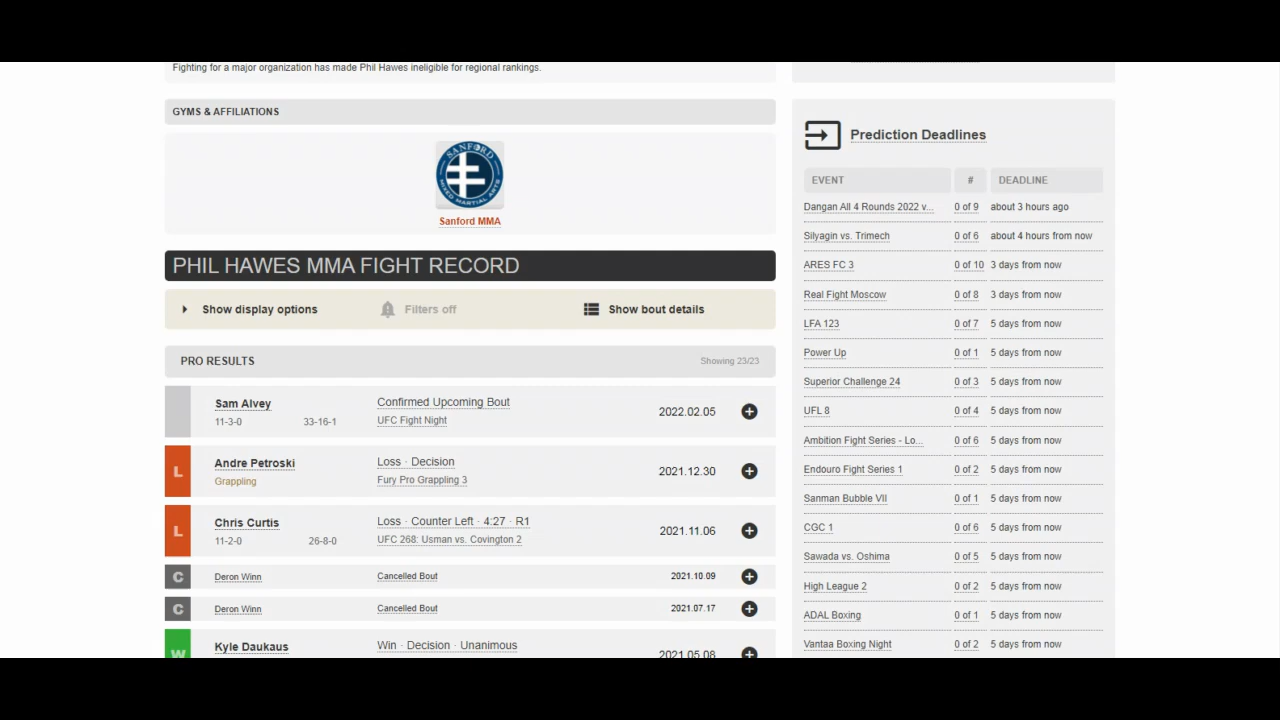 Fighting for a major organization has made Phil Hawes ineligible for regional rankings.
GYMS & AFFILIATIONS
SANFORD
MIXED MARTIAL ARTS
Sanford MMA
PHIL HAWES MMA FIGHT RECORD
Show display options Filters off Show bout details
PRO RESULTS Showing 23/23
Sam Alvey Confirmed Upcoming Bout 2022.02.05
11-3-0 33-16-1 UFC Fight Night
L Andre Petroski Loss · Decision 2021.12.30
Grappling Fury Pro Grappling 3
L Chris Curtis Loss · Counter Left · 4:27 · R1 2021.11.06
11-2-0 26-8-0 UFC 268: Usman vs. Covington 2
C Deron Winn Cancelled Bout 2021.10.09
C Deron Winn Cancelled Bout 2021.07.17
W Kyle Daukaus Win · Decision · Unanimous 2021.05.08
Prediction Deadlines
EVENT # DEADLINE
Dangan All 4 Rounds 2022 v... 0 of 9 about 3 hours ago
Silyagin vs. Trimech 0 of 6 about 4 hours from now
ARES FC 3 0 of 10 3 days from now
Real Fight Moscow 0 of 8 3 days from now
LFA 123 0 of 7 5 days from now
Power Up 0 of 1 5 days from now
Superior Challenge 24 0 of 3 5 days from now
UFL 8 0 of 4 5 days from now
Ambition Fight Series - Lo... 0 of 6 5 days from now
Endouro Fight Series 1 0 of 2 5 days from now
Sanman Bubble VII 0 of 1 5 days from now
CGC 1 0 of 6 5 days from now
Sawada vs. Oshima 0 of 5 5 days from now
High League 2 0 of 2 5 days from now
ADAL Boxing 0 of 1 5 days from now
Vantaa Boxing Night 0 of 2 5 days from now